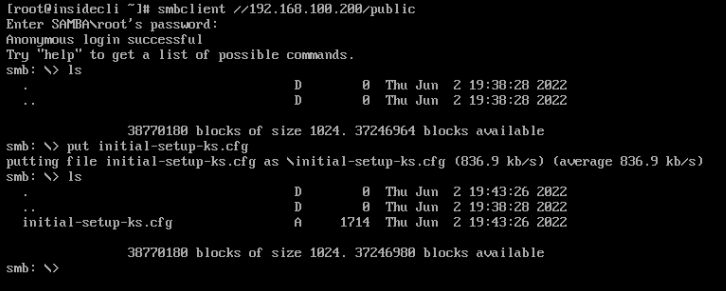 [root@insidecli ~]# smbclient //192.168.100.200/public
Enter SAMBA\root's password:
Anonymous login successful
Try "help" to get a list of possible commands.
smb: \> ls
  .                                   D        0  Thu Jun  2 19:38:28 2022
  ..                                  D        0  Thu Jun  2 19:38:28 2022
                38770180 blocks of size 1024. 37246964 blocks available
smb: \> put initial-setup-ks.cfg
putting file initial-setup-ks.cfg as \initial-setup-ks.cfg (836.9 kb/s) (average 836.9 kb/s)
smb: \> ls
  .                                   D        0  Thu Jun  2 19:43:26 2022
  ..                                  D        0  Thu Jun  2 19:38:28 2022
  initial-setup-ks.cfg                A     1714  Thu Jun  2 19:43:26 2022
                38770180 blocks of size 1024. 37246980 blocks available
smb: \>